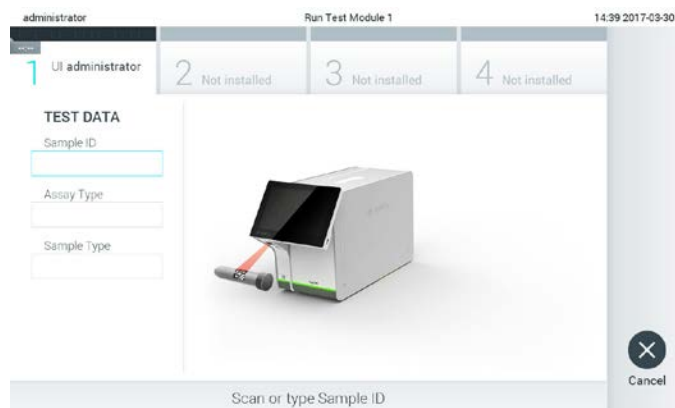 administrator
Run Test Module 1
14:39 2017-03-30
1 UI administrator
2 Not installed
3 Not installed
4 Not installed
TEST DATA
Sample ID
Assay Type
Sample Type
Cancel
Scan or type Sample ID